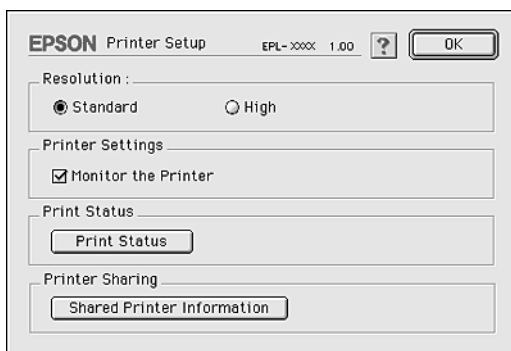 EPSON Printer Setup EPL-XXXX 1.00 ? OK
Resolution :
Standard High
Printer Settings
Monitor the Printer
Print Status
Print Status
Printer Sharing
Shared Printer Information